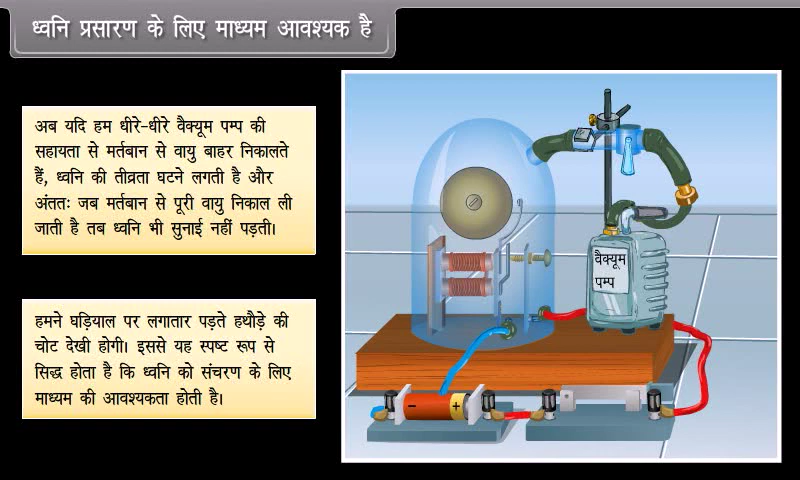 ध्वनि प्रसारण के लिए माध्यम आवश्यक है
अब यदि हम धीरे-धीरे वैक्यूम पम्प की
सहायता से मर्तबान से वायु बाहर निकालते
हैं, ध्वनि की तीव्रता घटने लगती है और
अंततः जब मर्तबान से पूरी वायु निकाल ली
जाती है तब ध्वनि भी सुनाई नहीं पड़ती।
हमने घड़ियाल पर लगातार पड़ते हथौड़े की
चोट देखी होगी। इससे यह स्पष्ट रूप से
सिद्ध होता है कि ध्वनि को संचरण के लिए
माध्यम की आवश्यकता होती है।
वैक्यूम
पम्प
- +